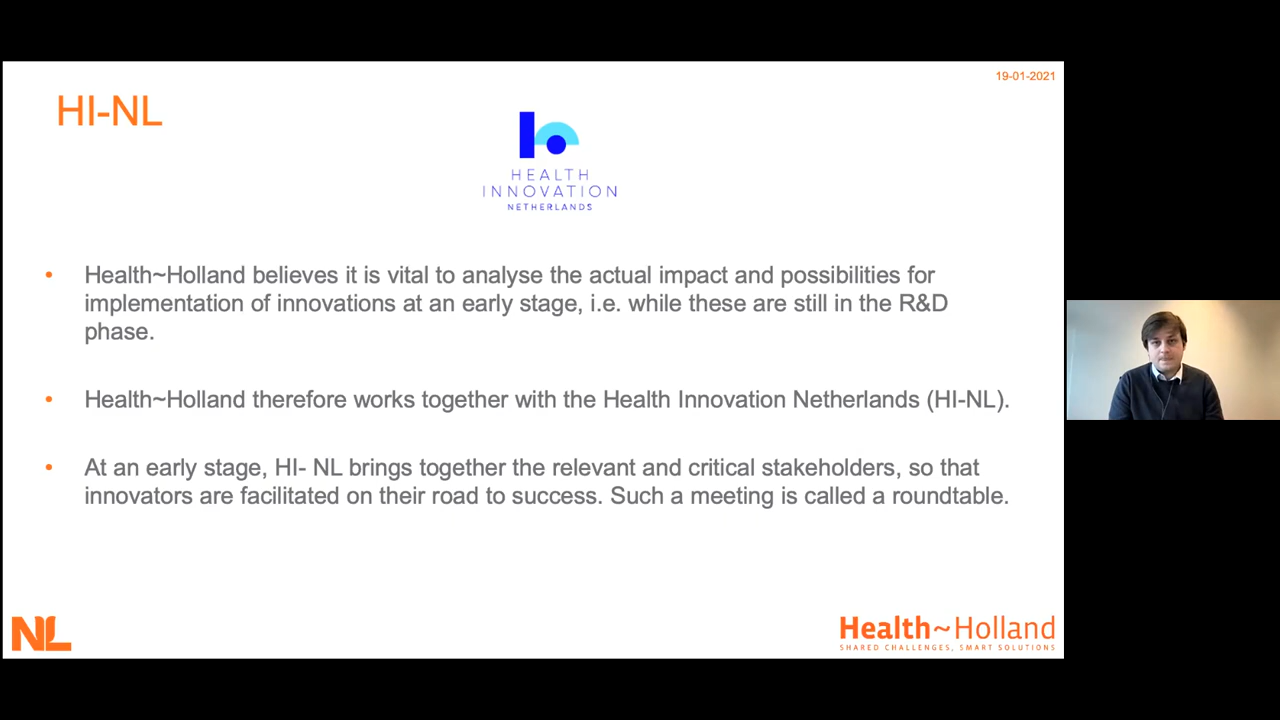 19-01-2021
HI-NL
HEALTH
INNOVATION
NETHERLANDS
• Health~Holland believes it is vital to analyse the actual impact and possibilities for
implementation of innovations at an early stage, i.e. while these are still in the R&D
phase.
• Health~Holland therefore works together with the Health Innovation Netherlands (HI-NL).
• At an early stage, HI- NL brings together the relevant and critical stakeholders, so that
innovators are facilitated on their road to success. Such a meeting is called a roundtable.
NL
Health~Holland
SHARED CHALLENGES, SMART SOLUTIONS